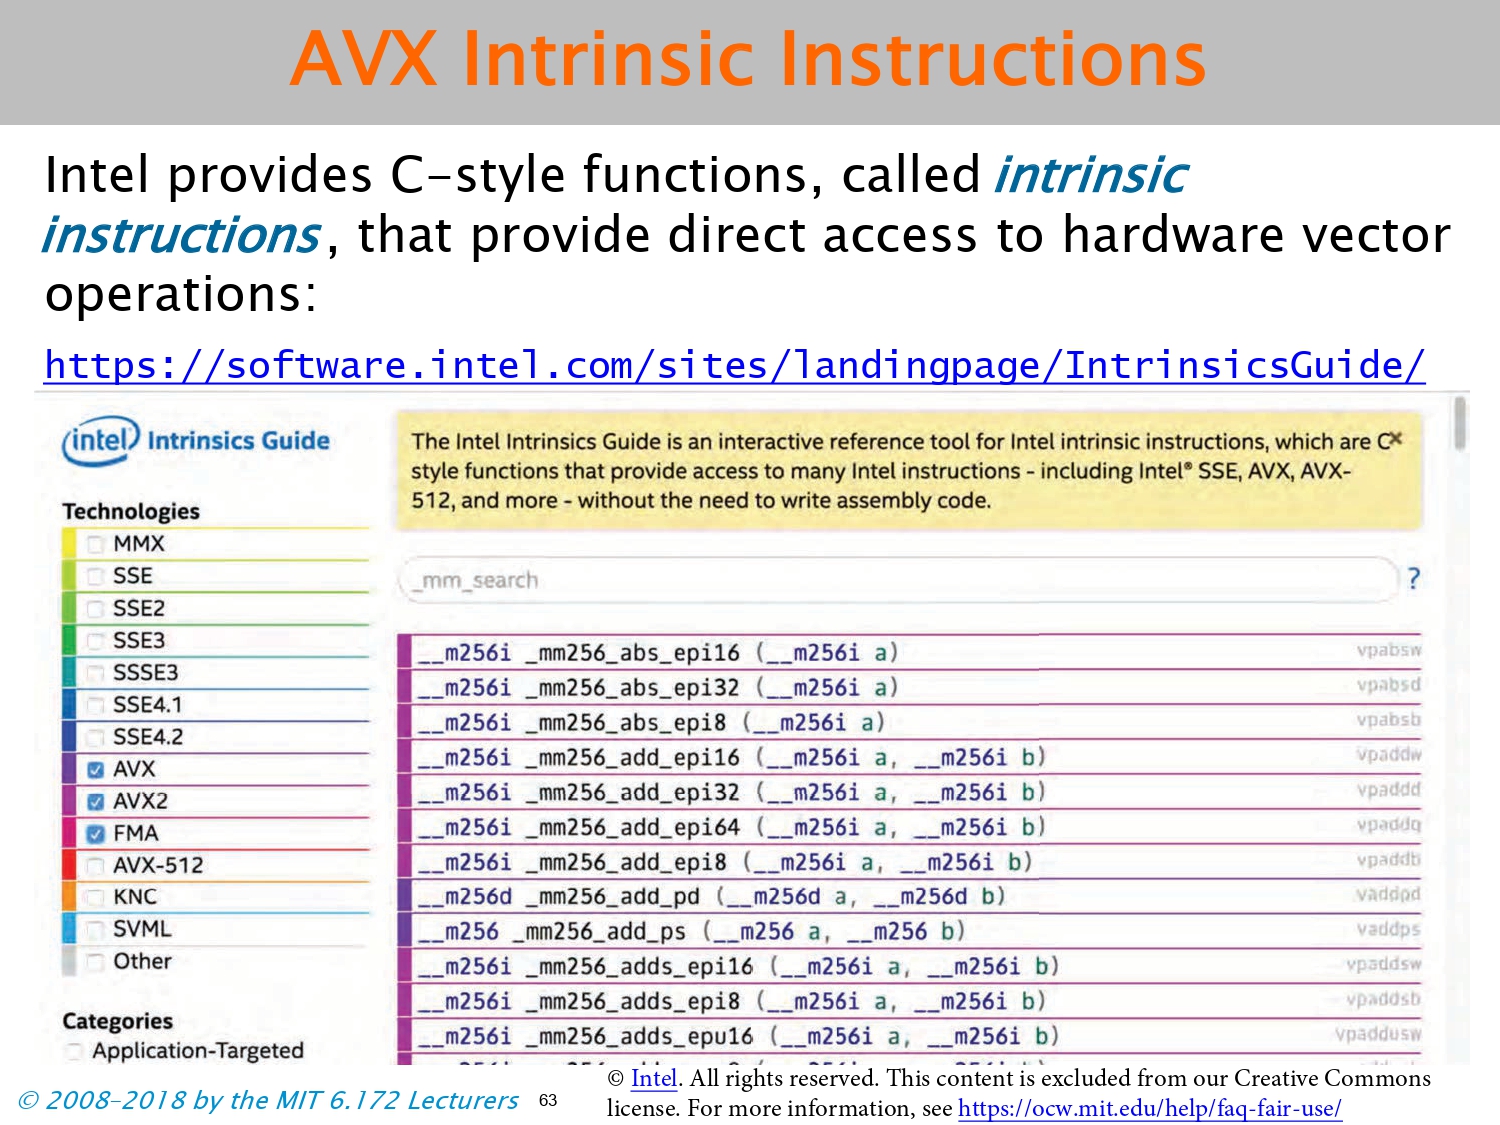 AVX Intrinsic Instructions
Intel provides C-style functions, called intrinsic
instructions, that provide direct access to hardware vector
operations:
https://software.intel.com/sites/landingpage/IntrinsicsGuide/
intel Intrinsics Guide
The Intel Intrinsics Guide is an interactive reference tool for Intel intrinsic instructions, which are C
style functions that provide access to many Intel instructions - including Intel® SSE, AVX, AVX-
512, and more - without the need to write assembly code.
Technologies
MMX
SSE
SSE2
SSE3
SSSE3
SSE4.1
SSE4.2
AVX
AVX2
FMA
AVX-512
KNC
SVML
Other
Categories
Application-Targeted
_mm_search
?
__m256i _mm256_abs_epi16 (__m256i a) vpabsw
__m256i _mm256_abs_epi32 (__m256i a) vpabsd
__m256i _mm256_abs_epi8 (__m256i a) vpabsb
__m256i _mm256_add_epi16 (__m256i a, __m256i b) vpaddw
__m256i _mm256_add_epi32 (__m256i a, __m256i b) vpaddd
__m256i _mm256_add_epi64 (__m256i a, __m256i b) vpaddq
__m256i _mm256_add_epi8 (__m256i a, __m256i b) vpaddb
__m256d _mm256_add_pd (__m256d a, __m256d b) vaddpd
__m256 _mm256_add_ps (__m256 a, __m256 b) vaddps
__m256i _mm256_adds_epi16 (__m256i a, __m256i b) vpaddsw
__m256i _mm256_adds_epi8 (__m256i a, __m256i b) vpaddsb
__m256i _mm256_adds_epu16 (__m256i a, __m256i b) vpaddusw
© 2008-2018 by the MIT 6.172 Lecturers
63
© Intel. All rights reserved. This content is excluded from our Creative Commons
license. For more information, see https://ocw.mit.edu/help/faq-fair-use/